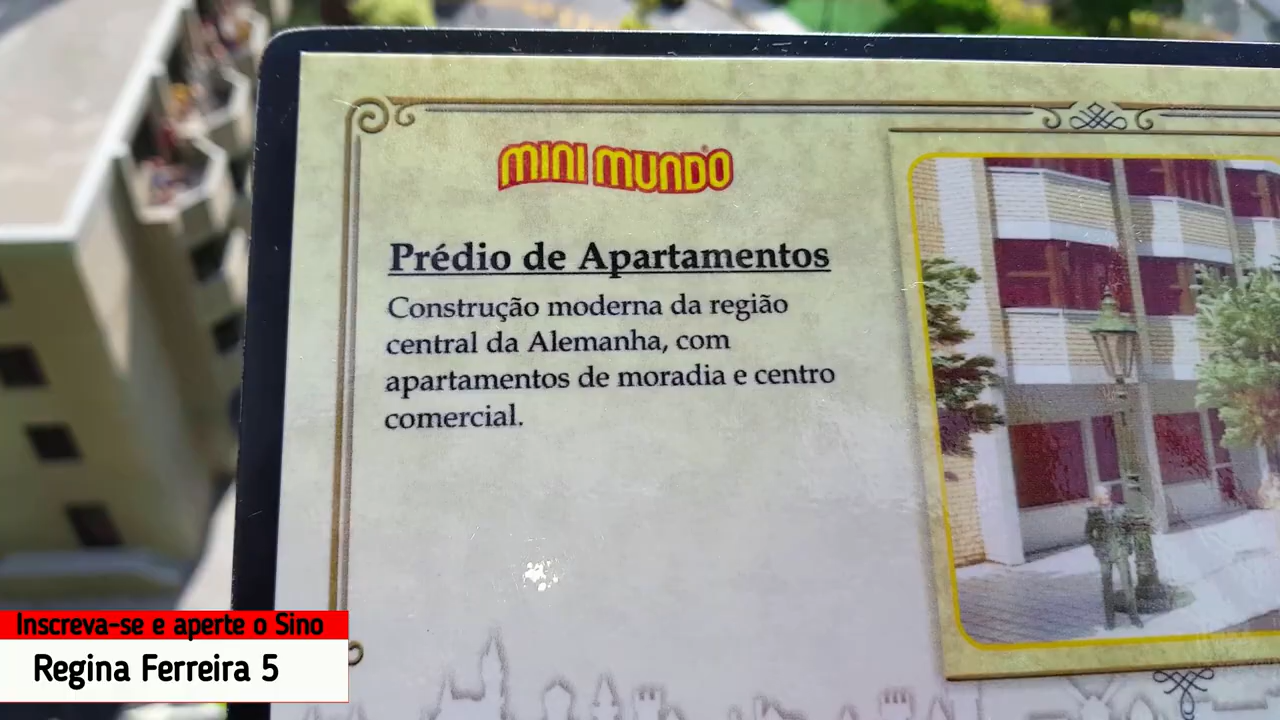 MINI MUNDO
Prédio de Apartamentos
Construção moderna da região
central da Alemanha, com
apartamentos de moradia e centro
comercial.
Inscreva-se e aperte o Sino
Regina Ferreira 5